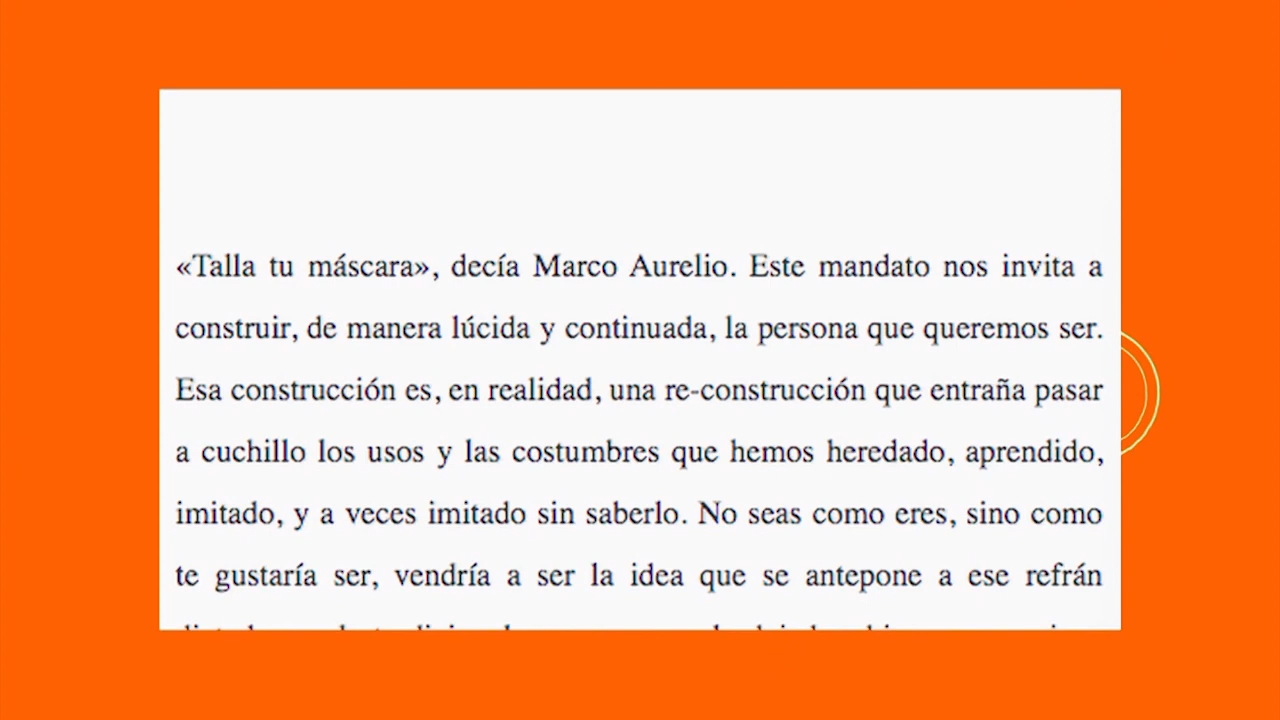 «Talla tu máscara», decía Marco Aurelio. Este mandato nos invita a
construir, de manera lúcida y continuada, la persona que queremos ser.
Esa construcción es, en realidad, una re-construcción que entraña pasar
a cuchillo los usos y las costumbres que hemos heredado, aprendido,
imitado, y a veces imitado sin saberlo. No seas como eres, sino como
te gustaría ser, vendría a ser la idea que se antepone a ese refrán